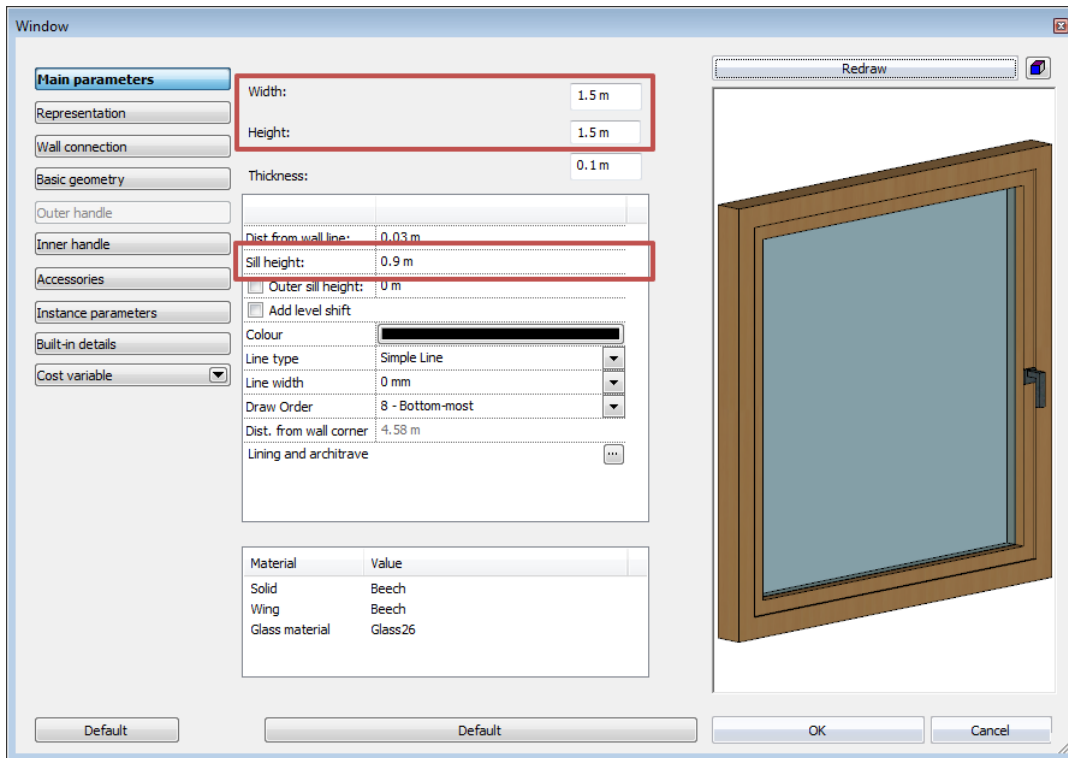 Window
Main parameters
Representation
Wall connection
Basic geometry
Outer handle
Inner handle
Accessories
Instance parameters
Built-in details
Cost variable
Width: 1.5 m
Height: 1.5 m
Thickness: 0.1 m
Dist from wall line: 0.03 m
Sill height: 0.9 m
Outer sill height: 0 m
Add level shift
Colour
Line type Simple Line
Line width 0 mm
Draw Order 8 - Bottom-most
Dist. from wall corner 4.58 m
Lining and architrave ...
Material Value
Solid Beech
Wing Beech
Glass material Glass26
Redraw
Default
Default
OK
Cancel